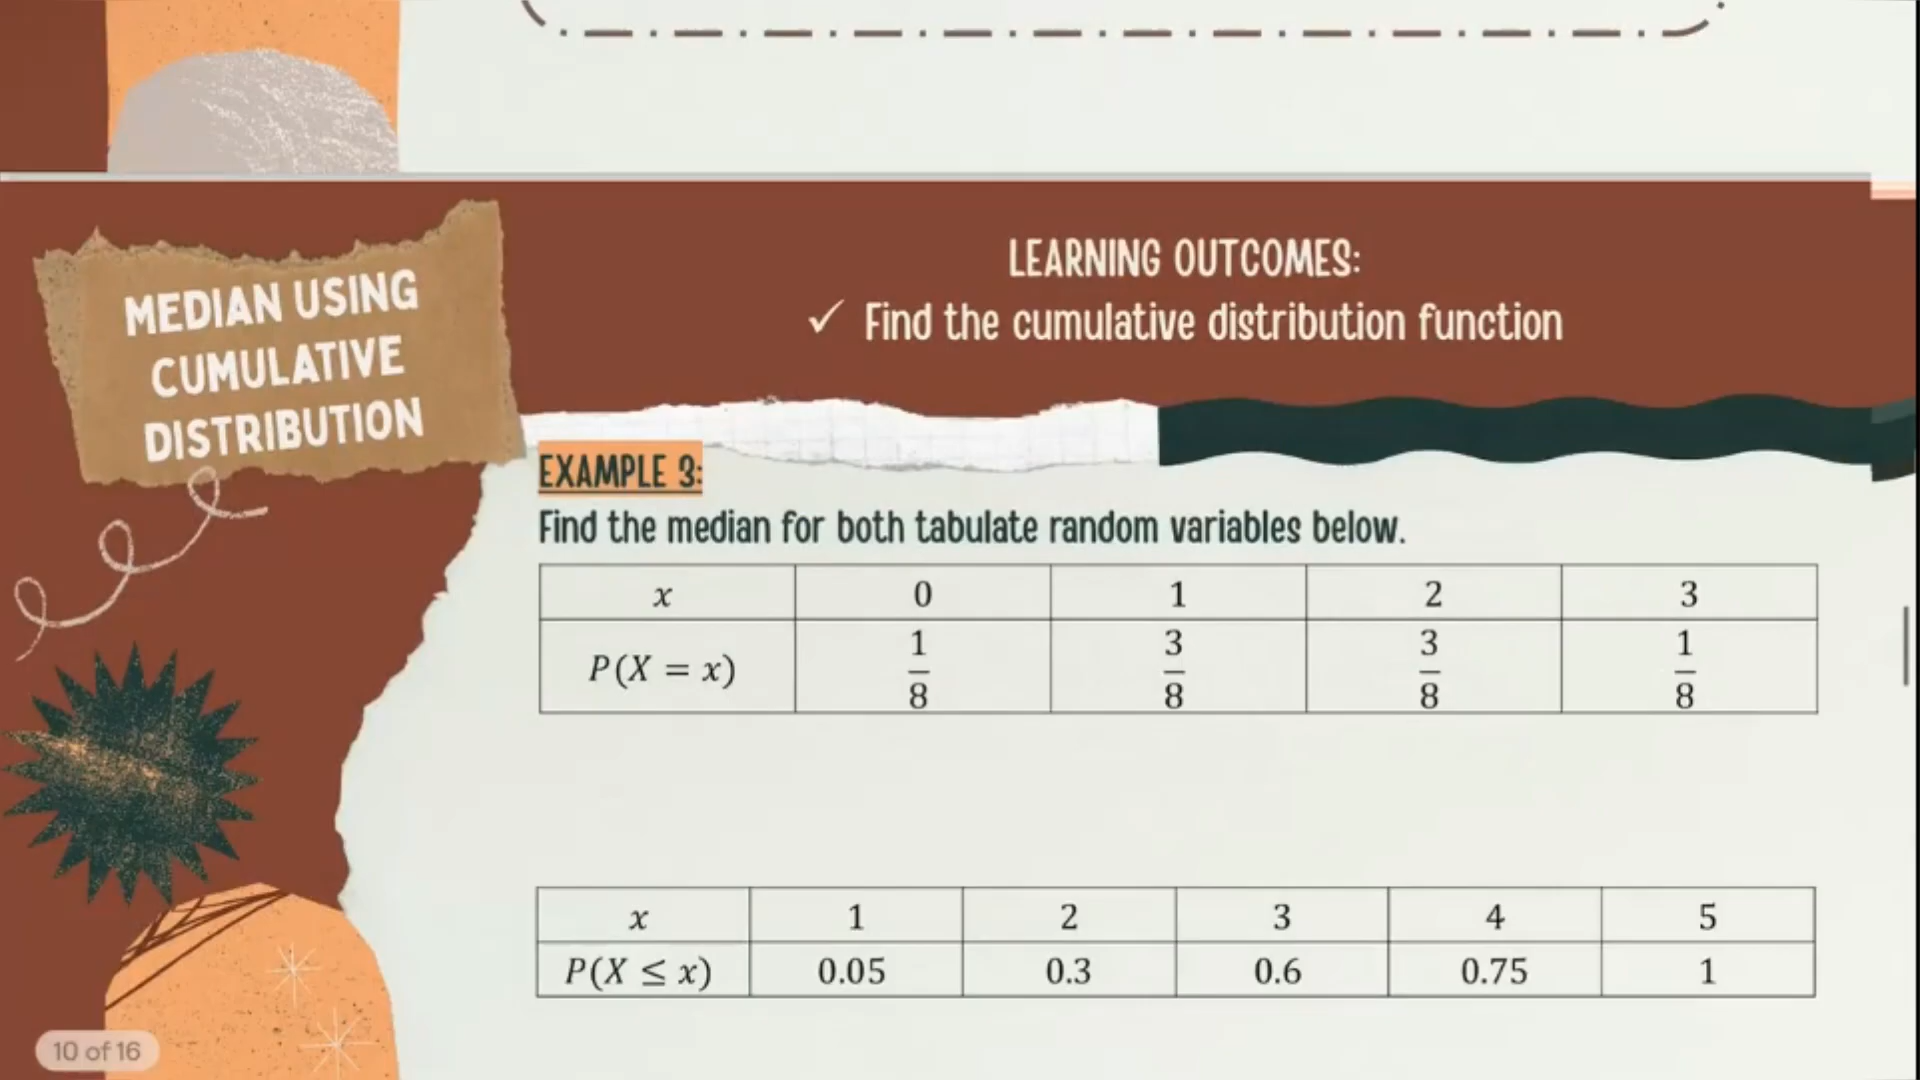 MEDIAN USING
CUMULATIVE
DISTRIBUTION
LEARNING OUTCOMES:
✓ Find the cumulative distribution function
EXAMPLE 3:
Find the median for both tabulate random variables below.
x 0 1 2 3
P(X = x) 1/8 3/8 3/8 1/8
x 1 2 3 4 5
P(X ≤ x) 0.05 0.3 0.6 0.75 1
10 of 16